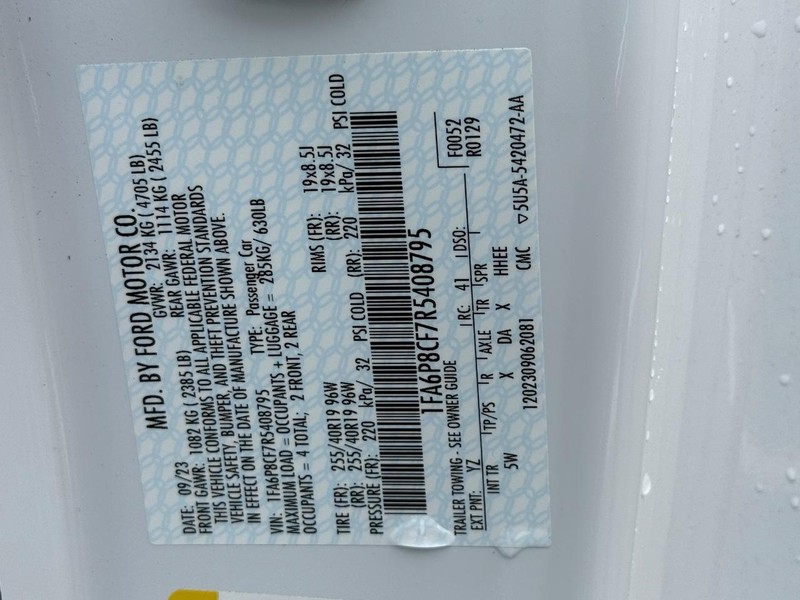 MFD. BY FORD MOTOR CO.
DATE: 09/23 GVWR: 2134 KG ( 4705 LB)
FRONT GAWR: 1082 KG ( 2385 LB) REAR GAWR: 1114 KG ( 2455 LB)
THIS VEHICLE CONFORMS TO ALL APPLICABLE FEDERAL MOTOR
VEHICLE SAFETY, BUMPER, AND THEFT PREVENTION STANDARDS
IN EFFECT ON THE DATE OF MANUFACTURE SHOWN ABOVE.
VIN: 1FA6P8CF7R5408795 TYPE: Passenger Car
MAXIMUM LOAD = OCCUPANTS + LUGGAGE = 285KG/ 630LB
OCCUPANTS = 4 TOTAL; 2 FRONT, 2 REAR
TIRE (FR): 255/40R19 96W RIMS (FR): 19x8.5J
(RR): 255/40R19 96W (RR): 19x8.5J
PRESSURE (FR): 220 kPa/ 32 PSI COLD (RR): 220 kPa/ 32 PSI COLD
1FA6P8CF7R5408795
TRAILER TOWING - SEE OWNER GUIDE F0052
EXT PNT: YZ RC: 41 DSO: R0129
INT TR TP/PS R AXLE TR SPR
5W X DA X HHEE
1202309062081 CMC ▽5U5A-5420472-AA